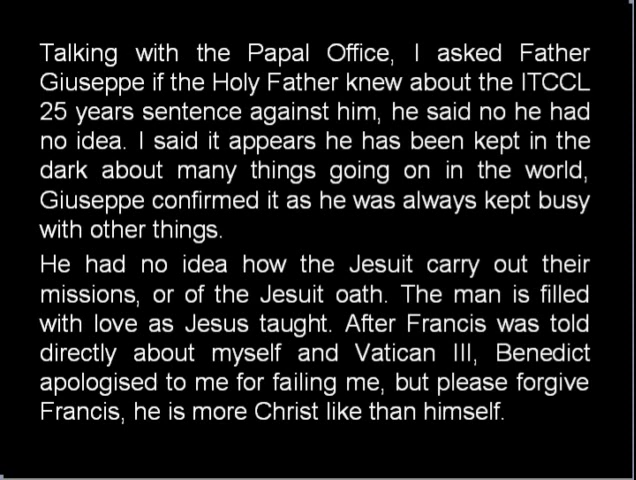 Talking with the Papal Office, I asked Father
Giuseppe if the Holy Father knew about the ITCCL
25 years sentence against him, he said no he had
no idea. I said it appears he has been kept in the
dark about many things going on in the world,
Giuseppe confirmed it as he was always kept busy
with other things.
He had no idea how the Jesuit carry out their
missions, or of the Jesuit oath. The man is filled
with love as Jesus taught. After Francis was told
directly about myself and Vatican III, Benedict
apologised to me for failing me, but please forgive
Francis, he is more Christ like than himself.